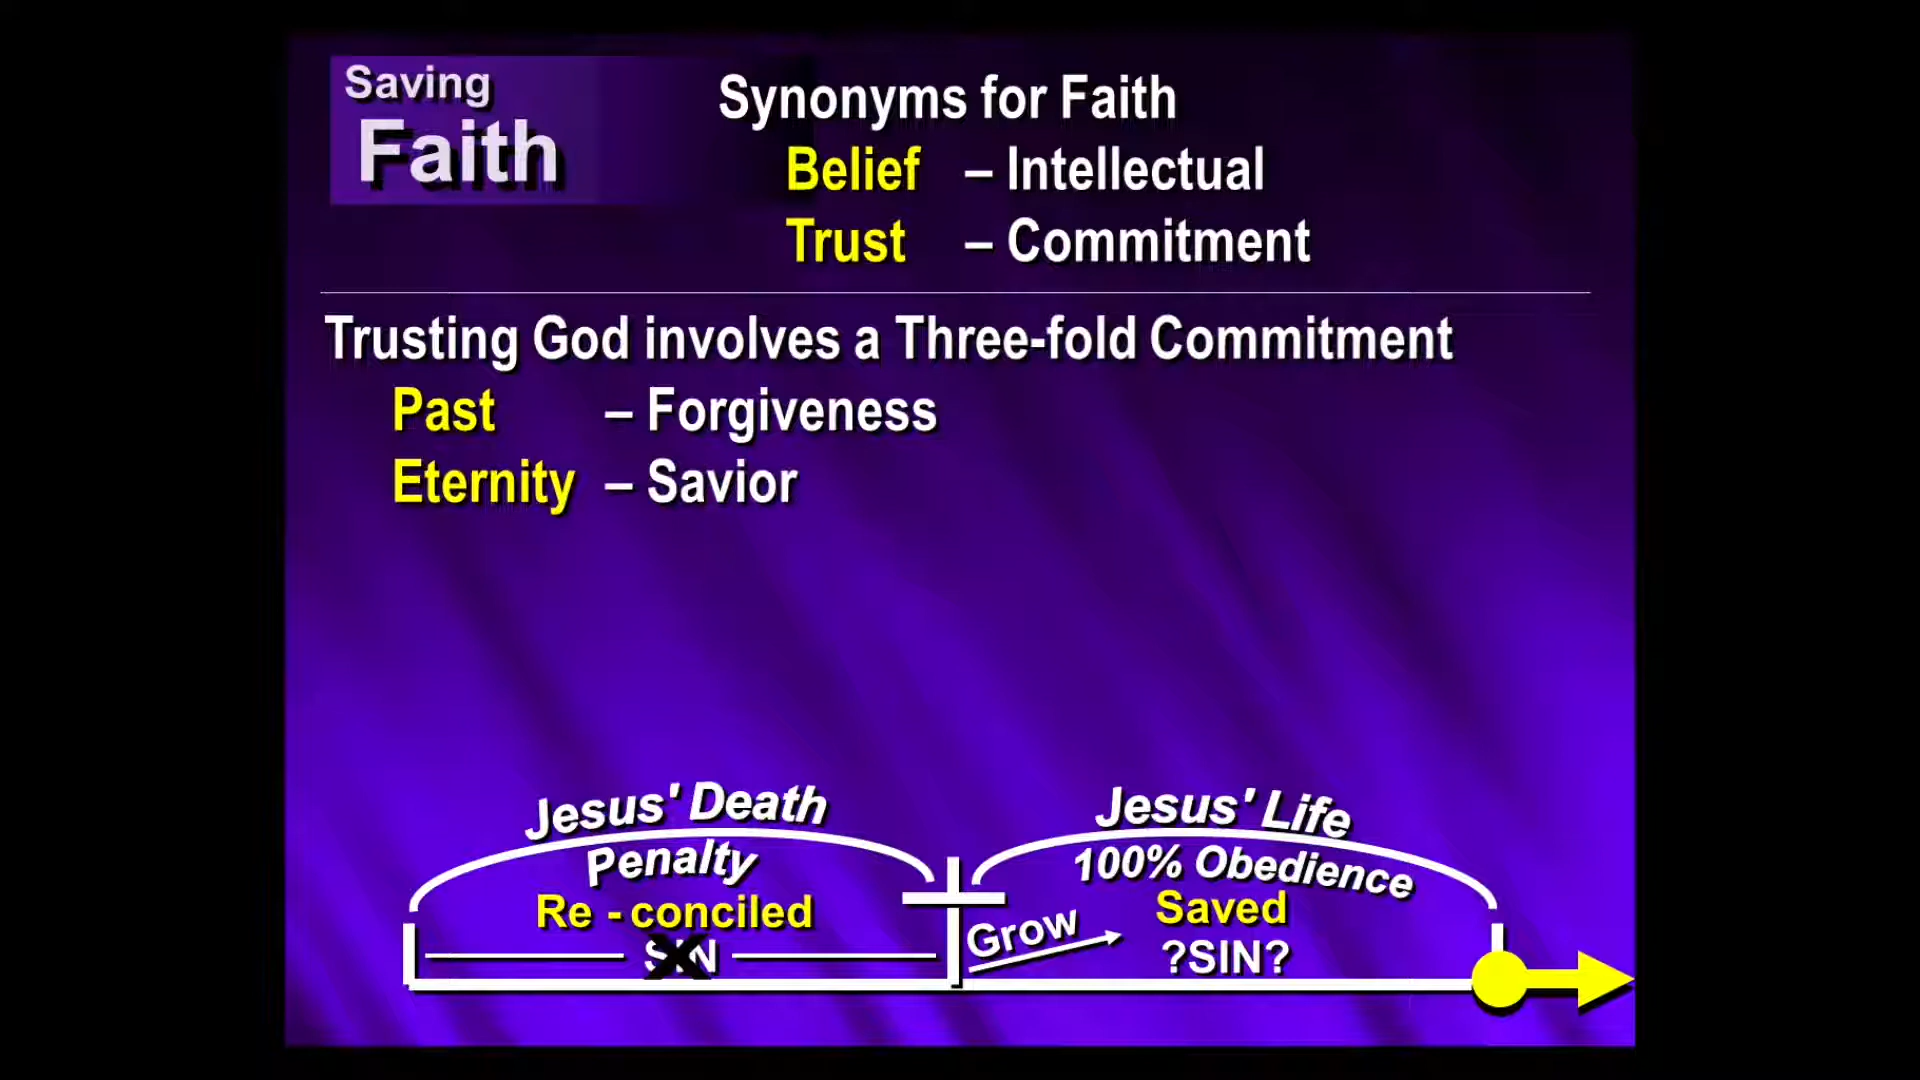 Saving
Faith
Synonyms for Faith
Belief – Intellectual
Trust – Commitment
Trusting God involves a Three-fold Commitment
Past – Forgiveness
Eternity – Savior
Jesus' Death
Penalty
Re - conciled
SIN
Jesus' Life
100% Obedience
Saved
Grow
?SIN?